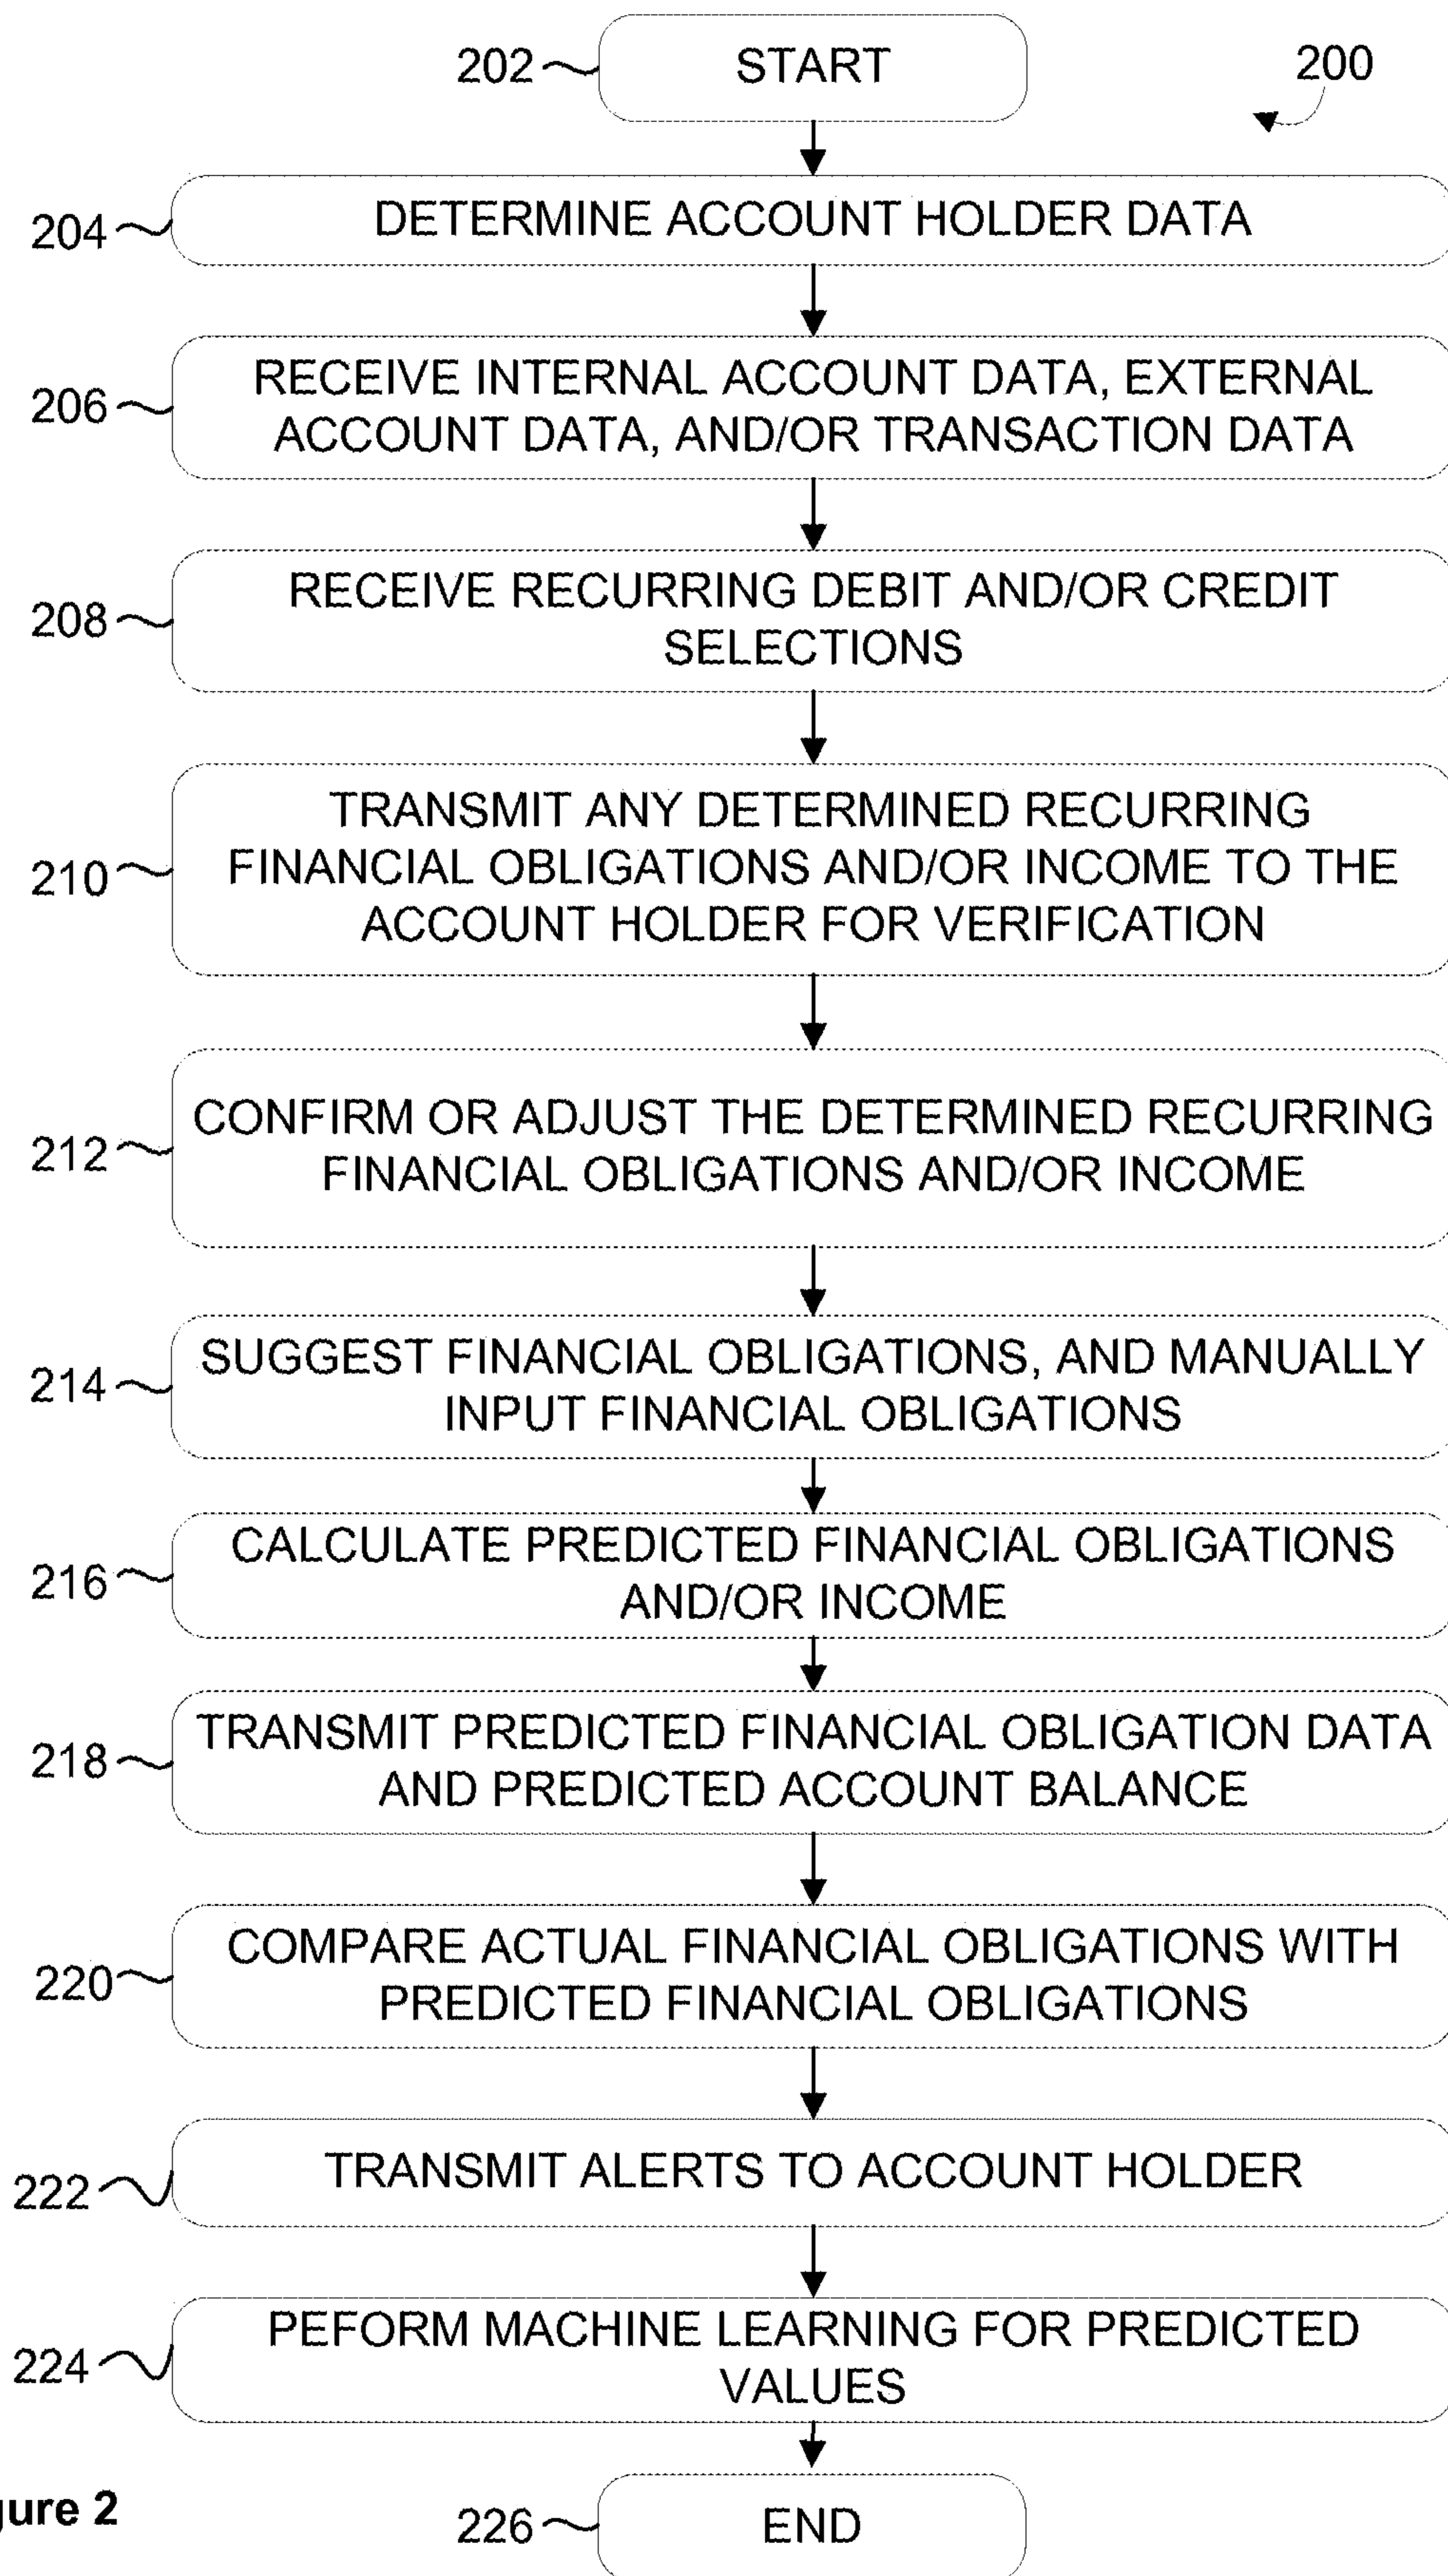 202
START
200
204
DETERMINE ACCOUNT HOLDER DATA
206
RECEIVE INTERNAL ACCOUNT DATA, EXTERNAL
ACCOUNT DATA, AND/OR TRANSACTION DATA
208
RECEIVE RECURRING DEBIT AND/OR CREDIT
SELECTIONS
210
TRANSMIT ANY DETERMINED RECURRING
FINANCIAL OBLIGATIONS AND/OR INCOME TO THE
ACCOUNT HOLDER FOR VERIFICATION
212
CONFIRM OR ADJUST THE DETERMINED RECURRING
FINANCIAL OBLIGATIONS AND/OR INCOME
214
SUGGEST FINANCIAL OBLIGATIONS, AND MANUALLY
INPUT FINANCIAL OBLIGATIONS
216
CALCULATE PREDICTED FINANCIAL OBLIGATIONS
AND/OR INCOME
218
TRANSMIT PREDICTED FINANCIAL OBLIGATION DATA
AND PREDICTED ACCOUNT BALANCE
220
COMPARE ACTUAL FINANCIAL OBLIGATIONS WITH
PREDICTED FINANCIAL OBLIGATIONS
222
TRANSMIT ALERTS TO ACCOUNT HOLDER
224
PEFORM MACHINE LEARNING FOR PREDICTED
VALUES
gure 2
226
END